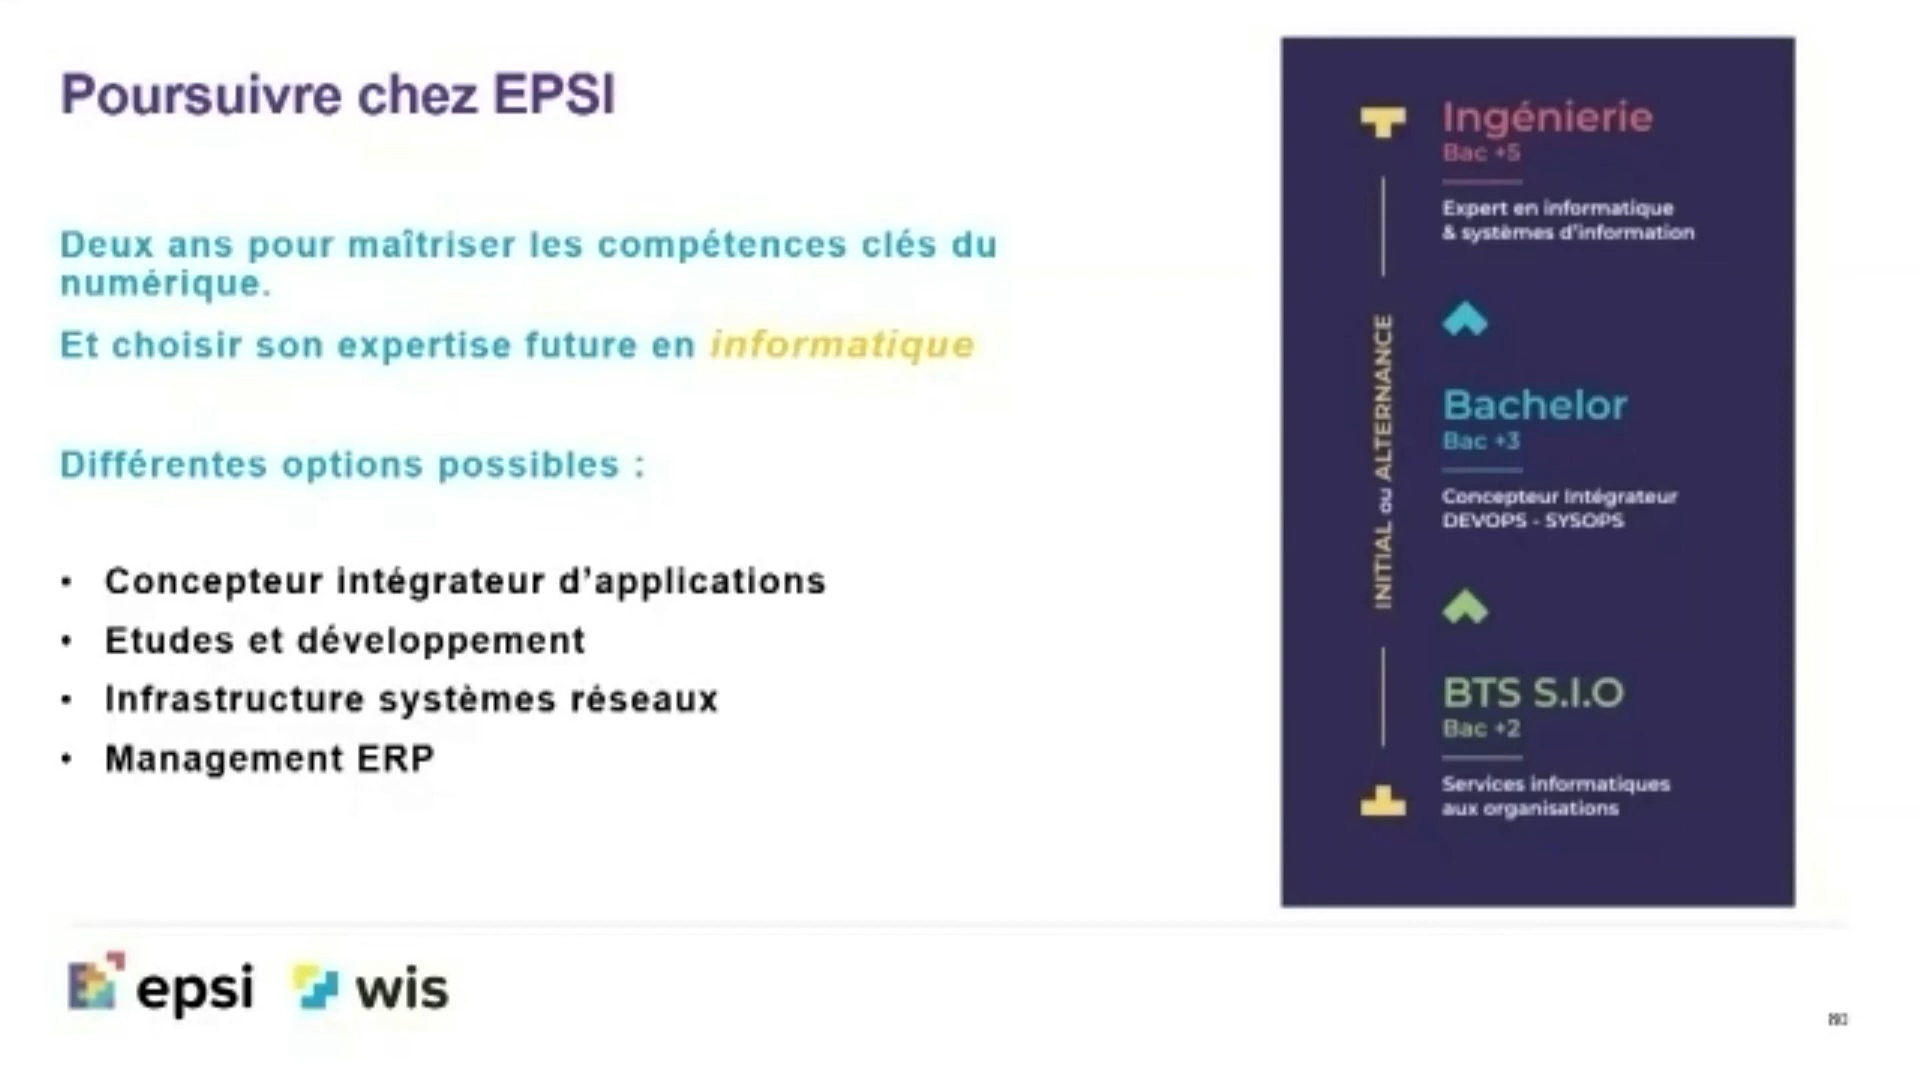 Poursuivre chez EPSI
Deux ans pour maîtriser les compétences clés du
numérique.
Et choisir son expertise future en informatique
Différentes options possibles :
• Concepteur intégrateur d'applications
• Etudes et développement
• Infrastructure systèmes réseaux
• Management ERP
INITIAL ou ALTERNANCE
Ingénierie
Bac +5
Expert en informatique
& systèmes d'information
Bachelor
Bac +3
Concepteur Intégrateur
DEVOPS - SYSOPS
BTS S.I.O
Bac +2
Services informatiques
aux organisations
epsi wis